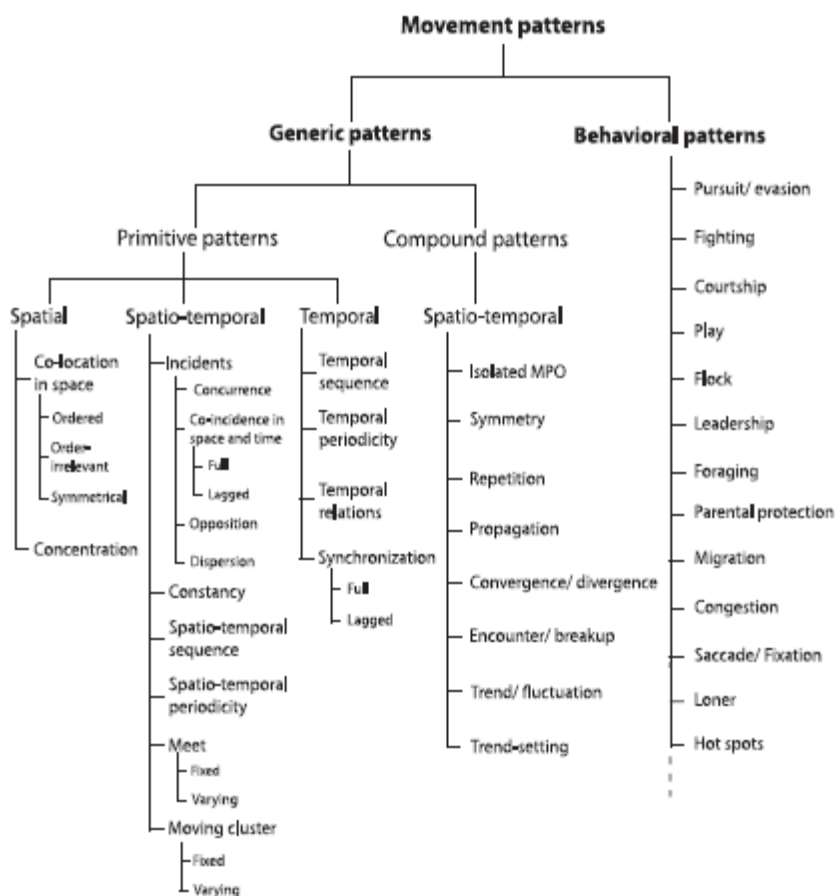 Movement patterns
Generic patterns
Behavioral patterns
Primitive patterns
Compound patterns
Spatial
Co-location
in space
Ordered
Order-
irrelevant
Symmetrical
Concentration
Spatio-temporal
Incidents
Concurrence
Co-incidence in
space and time
Full
Lagged
Opposition
Dispersion
Constancy
Spatio-temporal
sequence
Spatio-temporal
periodicity
Meet
Fixed
Varying
Moving cluster
Fixed
Varying
Temporal
Temporal
sequence
Temporal
periodicity
Temporal
relations
Synchronization
Full
Lagged
Spatio-temporal
Isolated MPO
Symmetry
Repetition
Propagation
Convergence/ divergence
Encounter/ breakup
Trend/ fluctuation
Trend-setting
Pursuit/ evasion
Fighting
Courtship
Play
Flock
Leadership
Foraging
Parental protection
Migration
Congestion
Saccade/ Fixation
Loner
Hot spots